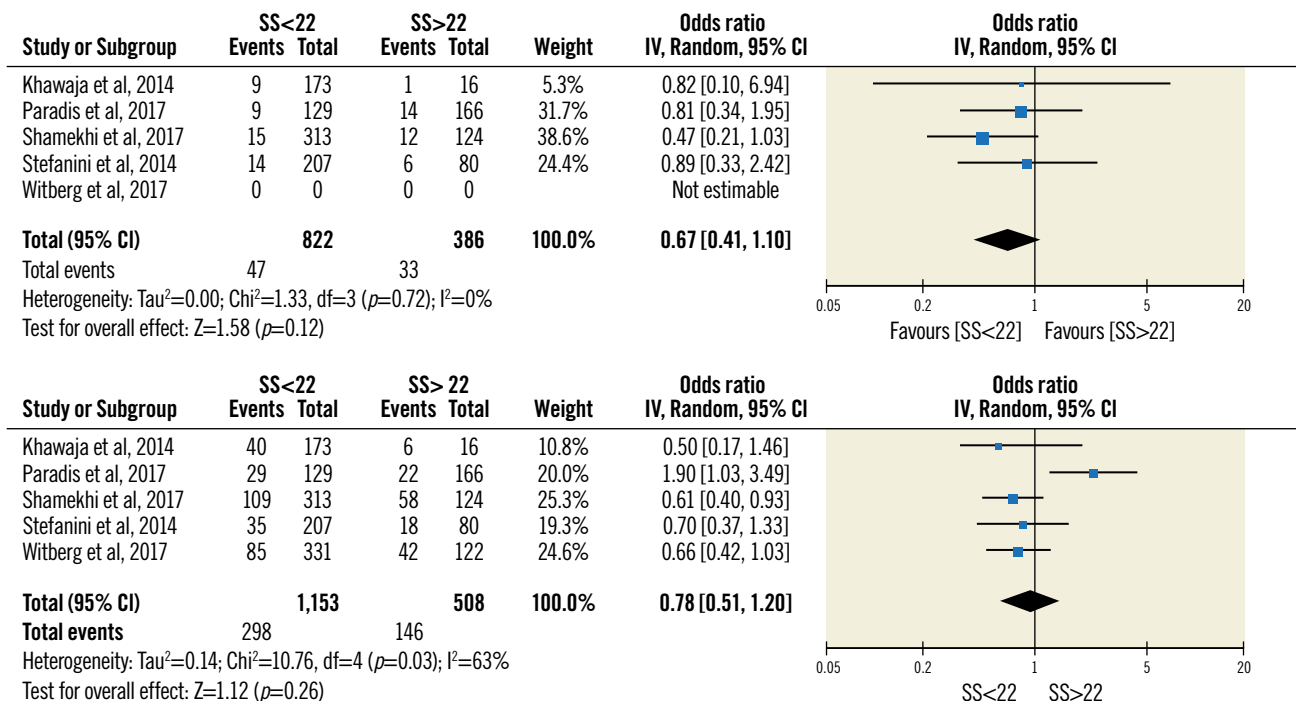 SS<22 SS>22 Odds ratio Odds ratio
Study or Subgroup Events Total Events Total Weight IV, Random, 95% CI IV, Random, 95% CI
Khawaja et al, 2014 9 173 1 16 5.3% 0.82 [0.10, 6.94]
Paradis et al, 2017 9 129 14 166 31.7% 0.81 [0.34, 1.95]
Shamekhi et al, 2017 15 313 12 124 38.6% 0.47 [0.21, 1.03]
Stefanini et al, 2014 14 207 6 80 24.4% 0.89 [0.33, 2.42]
Witberg et al, 2017 0 0 0 0 Not estimable
Total (95% CI) 822 386 100.0% 0.67 [0.41, 1.10]
Total events 47 33
Heterogeneity: Tau²=0.00; Chi²=1.33, df=3 (p=0.72); I²=0%
Test for overall effect: Z=1.58 (p=0.12)
0.05 0.2 1 5 20
Favours [SS<22] Favours [SS>22]
SS<22 SS> 22 Odds ratio Odds ratio
Study or Subgroup Events Total Events Total Weight IV, Random, 95% CI IV, Random, 95% CI
Khawaja et al, 2014 40 173 6 16 10.8% 0.50 [0.17, 1.46]
Paradis et al, 2017 29 129 22 166 20.0% 1.90 [1.03, 3.49]
Shamekhi et al, 2017 109 313 58 124 25.3% 0.61 [0.40, 0.93]
Stefanini et al, 2014 35 207 18 80 19.3% 0.70 [0.37, 1.33]
Witberg et al, 2017 85 331 42 122 24.6% 0.66 [0.42, 1.03]
Total (95% CI) 1,153 508 100.0% 0.78 [0.51, 1.20]
Total events 298 146
Heterogeneity: Tau²=0.14; Chi²=10.76, df=4 (p=0.03); I²=63%
Test for overall effect: Z=1.12 (p=0.26)
0.05 0.2 1 5 20
SS<22 SS>22